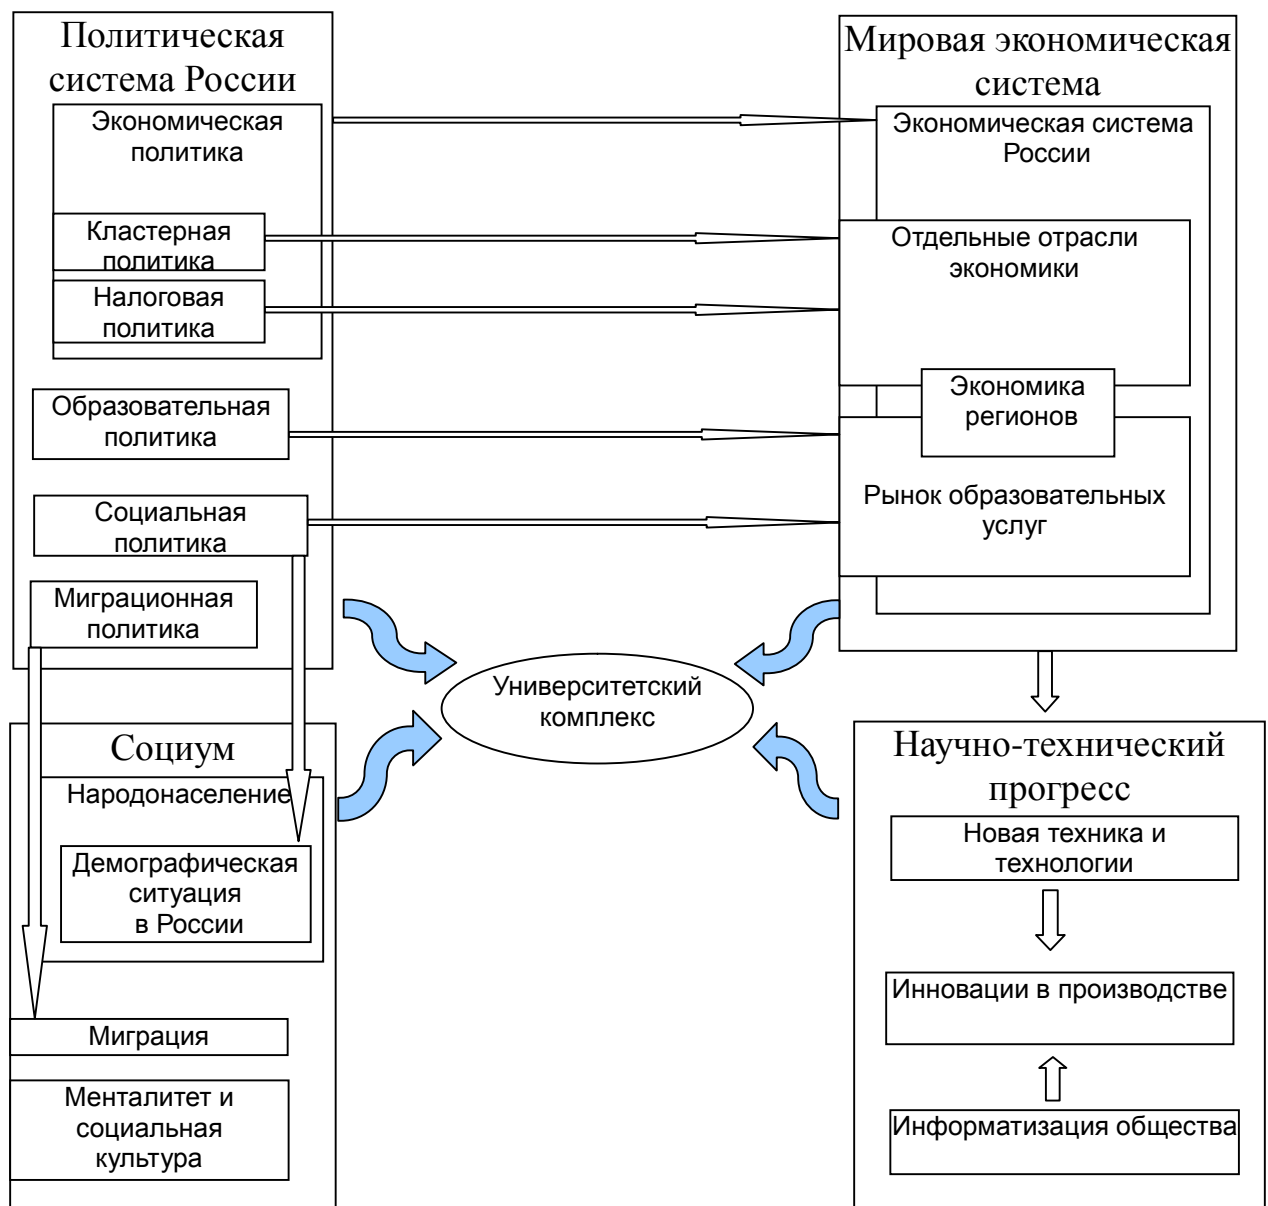 Политическая
система России
Экономическая
политика
Кластерная
политика
Налоговая
политика
Образовательная
политика
Социальная
политика
Миграционная
политика
Мировая экономическая
система
Экономическая система
России
Отдельные отрасли
экономики
Экономика
регионов
Рынок образовательных
услуг
Университетский
комплекс
Социум
Народонаселение
Демографическая
ситуация
в России
Миграция
Менталитет и
социальная
культура
Научно-технический
прогресс
Новая техника и
технологии
Инновации в производстве
Информатизация общества